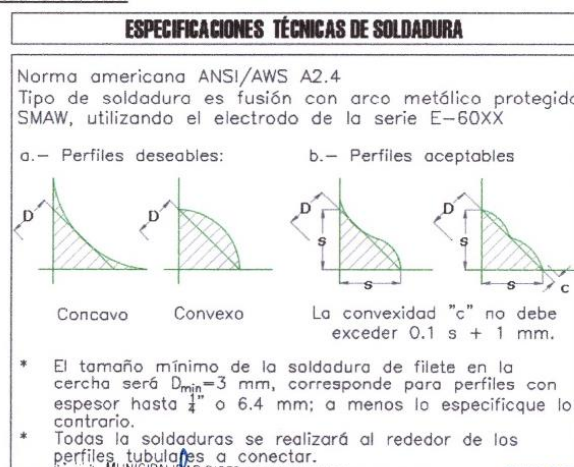 ESPECIFICACIONES TÉCNICAS DE SOLDADURA
Norma americana ANSI/AWS A2.4
Tipo de soldadura es fusión con arco metálico protegido
SMAW, utilizando el electrodo de la serie E-60XX
a.- Perfiles deseables:
b.- Perfiles aceptables
D
D
D
s
s
D
s
s
c
Concavo
Convexo
La convexidad "c" no debe
exceder 0.1 s + 1 mm.
* El tamaño mínimo de la soldadura de filete en la
cercha será Dmin=3 mm, corresponde para perfiles con
espesor hasta 1/4" o 6.4 mm; a menos lo especificque lo
contrario.
* Todas la soldaduras se realizará al rededor de los
perfiles tubulares a conectar.